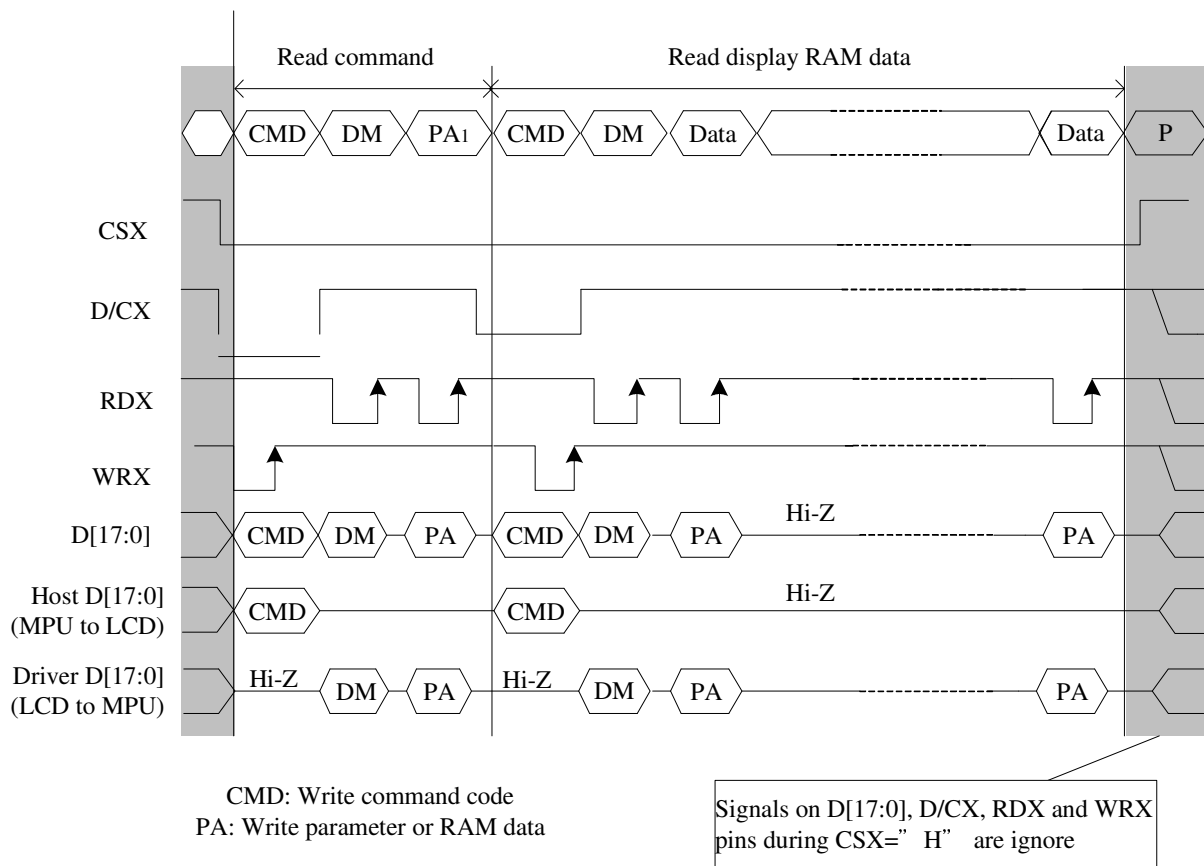 Read command Read display RAM data
CMD DM PA1 CMD DM Data Data P
CSX
D/CX
RDX
WRX
D[17:0] CMD DM PA CMD DM PA Hi-Z PA
Host D[17:0]
(MPU to LCD)
CMD CMD Hi-Z
Driver D[17:0]
(LCD to MPU)
Hi-Z DM PA Hi-Z DM PA PA
CMD: Write command code
PA: Write parameter or RAM data
Signals on D[17:0], D/CX, RDX and WRX
pins during CSX=” H” are ignore